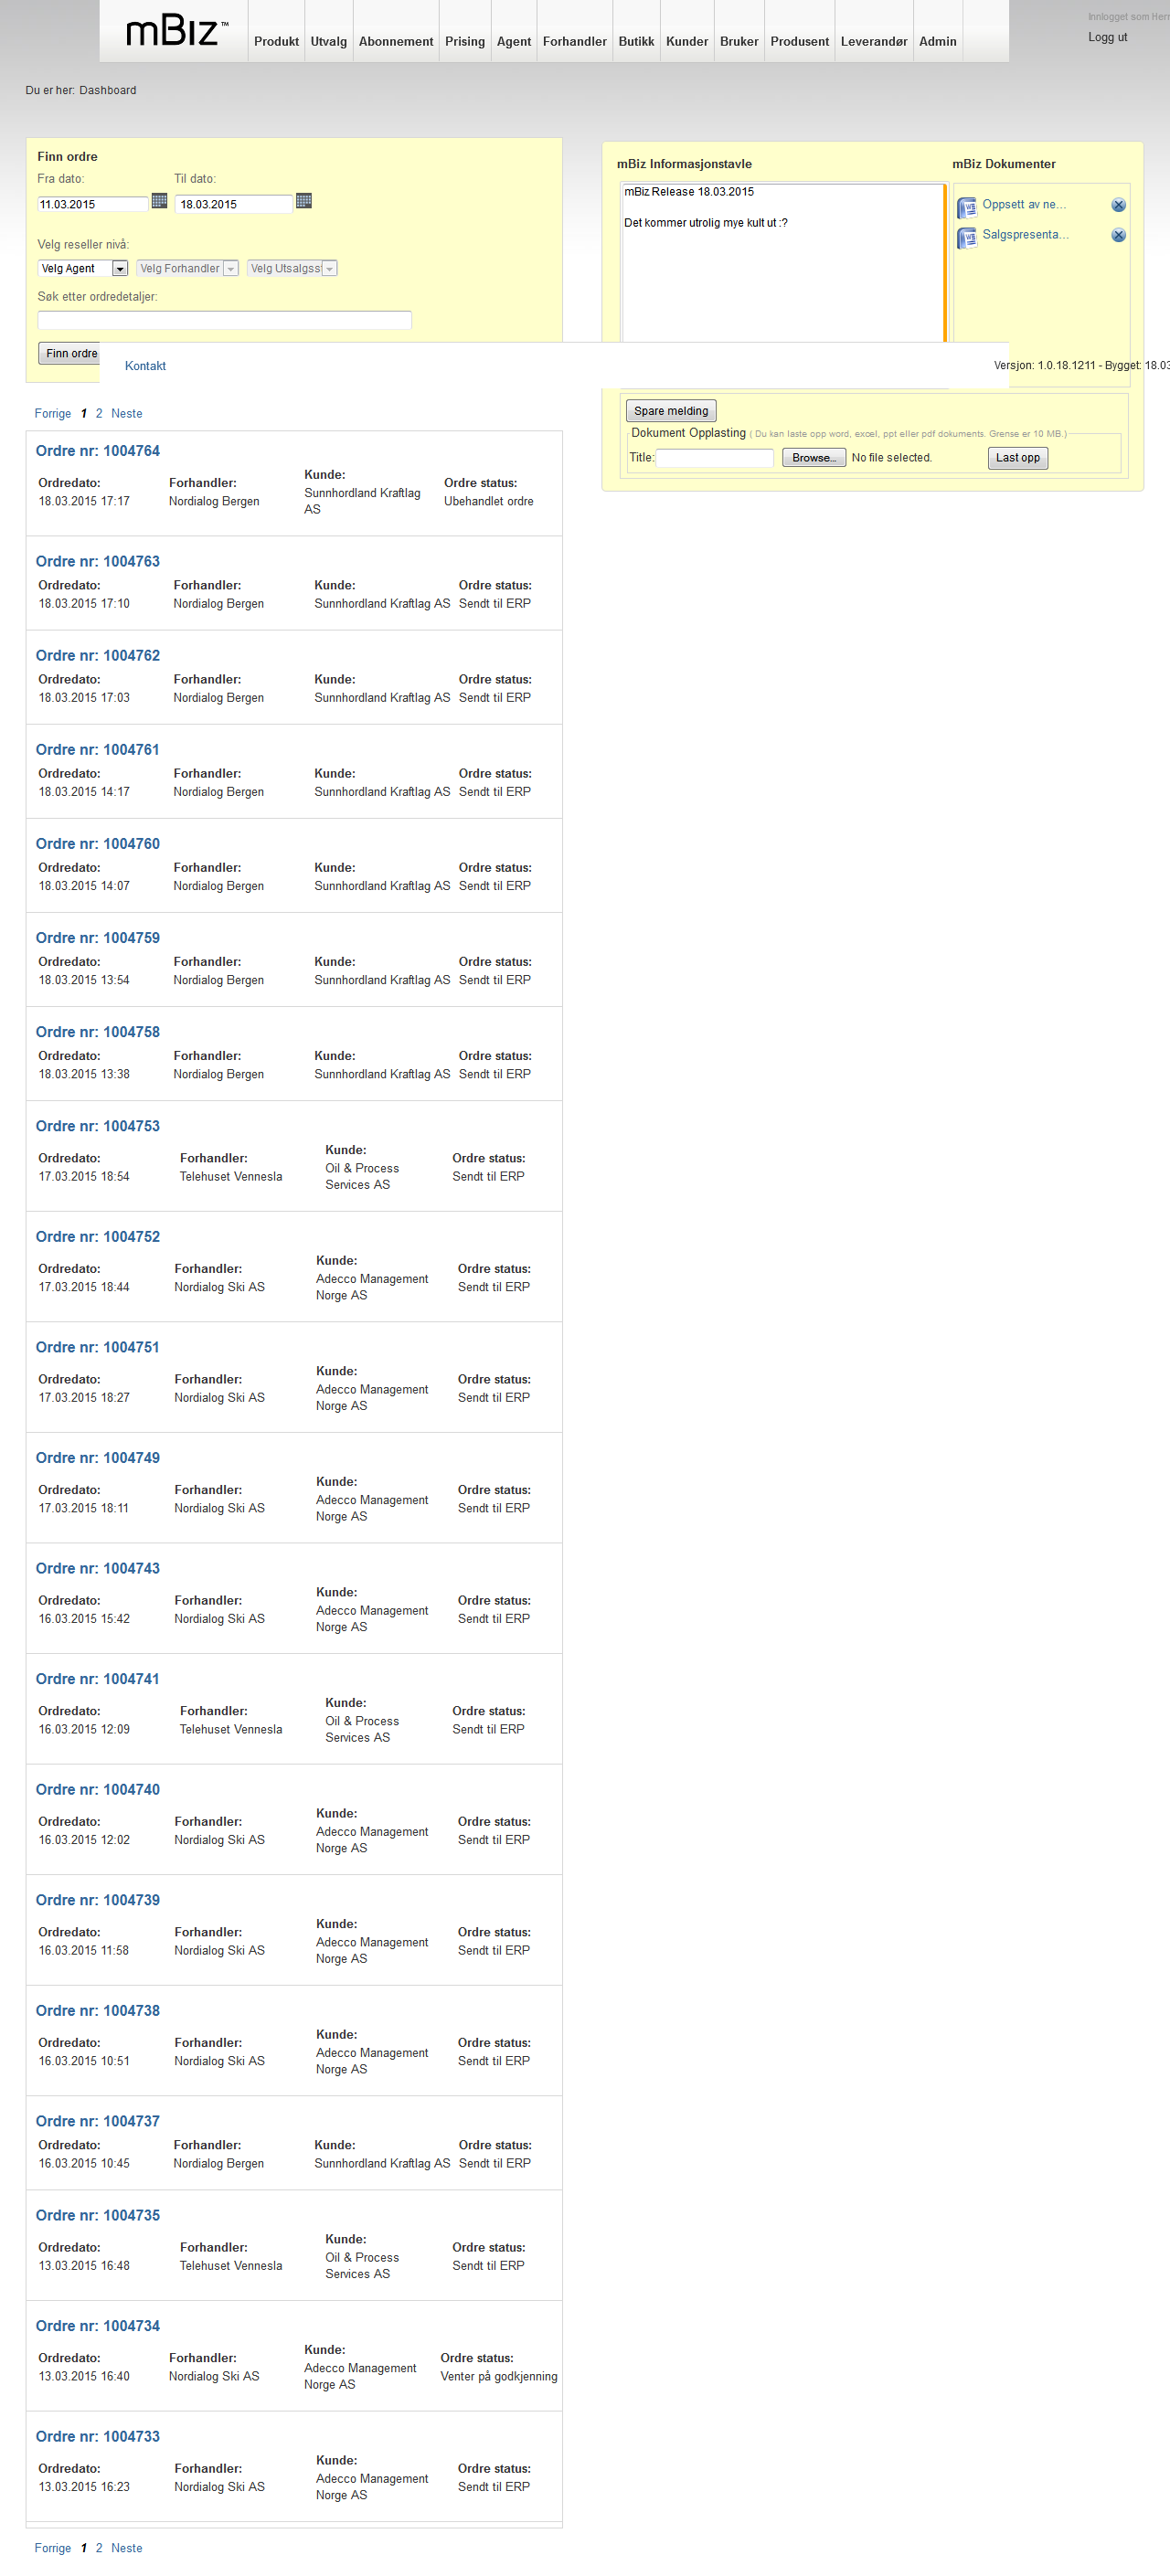 mBiz™
Produkt Utvalg Abonnement Prising Agent Forhandler Butikk Kunder Bruker Produsent Leverandør Admin
Innlogget som Herr
Logg ut
Du er her: Dashboard
Finn ordre
Fra dato: Til dato:
11.03.2015 18.03.2015
Velg reseller nivå:
Velg Agent Velg Forhandler Velg Utsalgss
Søk etter ordredetaljer:
Finn ordre
mBiz Informasjonstavle
mBiz Release 18.03.2015
Det kommer utrolig mye kult ut :?
mBiz Dokumenter
Oppsett av ne...
Salgspresenta...
Kontakt
Versjon: 1.0.18.1211 - Bygget: 18.03
Spare melding
Dokument Opplasting ( Du kan laste opp word, excel, ppt eller pdf dokuments. Grense er 10 MB.)
Title: Browse... No file selected. Last opp
Forrige 1 2 Neste
Ordre nr: 1004764
Ordredato: Forhandler: Kunde: Ordre status:
18.03.2015 17:17 Nordialog Bergen Sunnhordland Kraftlag Ubehandlet ordre
AS
Ordre nr: 1004763
Ordredato: Forhandler: Kunde: Ordre status:
18.03.2015 17:10 Nordialog Bergen Sunnhordland Kraftlag AS Sendt til ERP
Ordre nr: 1004762
Ordredato: Forhandler: Kunde: Ordre status:
18.03.2015 17:03 Nordialog Bergen Sunnhordland Kraftlag AS Sendt til ERP
Ordre nr: 1004761
Ordredato: Forhandler: Kunde: Ordre status:
18.03.2015 14:17 Nordialog Bergen Sunnhordland Kraftlag AS Sendt til ERP
Ordre nr: 1004760
Ordredato: Forhandler: Kunde: Ordre status:
18.03.2015 14:07 Nordialog Bergen Sunnhordland Kraftlag AS Sendt til ERP
Ordre nr: 1004759
Ordredato: Forhandler: Kunde: Ordre status:
18.03.2015 13:54 Nordialog Bergen Sunnhordland Kraftlag AS Sendt til ERP
Ordre nr: 1004758
Ordredato: Forhandler: Kunde: Ordre status:
18.03.2015 13:38 Nordialog Bergen Sunnhordland Kraftlag AS Sendt til ERP
Ordre nr: 1004753
Ordredato: Forhandler: Kunde: Ordre status:
17.03.2015 18:54 Telehuset Vennesla Oil & Process Sendt til ERP
Services AS
Ordre nr: 1004752
Ordredato: Forhandler: Kunde: Ordre status:
17.03.2015 18:44 Nordialog Ski AS Adecco Management Sendt til ERP
Norge AS
Ordre nr: 1004751
Ordredato: Forhandler: Kunde: Ordre status:
17.03.2015 18:27 Nordialog Ski AS Adecco Management Sendt til ERP
Norge AS
Ordre nr: 1004749
Ordredato: Forhandler: Kunde: Ordre status:
17.03.2015 18:11 Nordialog Ski AS Adecco Management Sendt til ERP
Norge AS
Ordre nr: 1004743
Ordredato: Forhandler: Kunde: Ordre status:
16.03.2015 15:42 Nordialog Ski AS Adecco Management Sendt til ERP
Norge AS
Ordre nr: 1004741
Ordredato: Forhandler: Kunde: Ordre status:
16.03.2015 12:09 Telehuset Vennesla Oil & Process Sendt til ERP
Services AS
Ordre nr: 1004740
Ordredato: Forhandler: Kunde: Ordre status:
16.03.2015 12:02 Nordialog Ski AS Adecco Management Sendt til ERP
Norge AS
Ordre nr: 1004739
Ordredato: Forhandler: Kunde: Ordre status:
16.03.2015 11:58 Nordialog Ski AS Adecco Management Sendt til ERP
Norge AS
Ordre nr: 1004738
Ordredato: Forhandler: Kunde: Ordre status:
16.03.2015 10:51 Nordialog Ski AS Adecco Management Sendt til ERP
Norge AS
Ordre nr: 1004737
Ordredato: Forhandler: Kunde: Ordre status:
16.03.2015 10:45 Nordialog Bergen Sunnhordland Kraftlag AS Sendt til ERP
Ordre nr: 1004735
Ordredato: Forhandler: Kunde: Ordre status:
13.03.2015 16:48 Telehuset Vennesla Oil & Process Sendt til ERP
Services AS
Ordre nr: 1004734
Ordredato: Forhandler: Kunde: Ordre status:
13.03.2015 16:40 Nordialog Ski AS Adecco Management Venter på godkjenning
Norge AS
Ordre nr: 1004733
Ordredato: Forhandler: Kunde: Ordre status:
13.03.2015 16:23 Nordialog Ski AS Adecco Management Sendt til ERP
Norge AS
Forrige 1 2 Neste